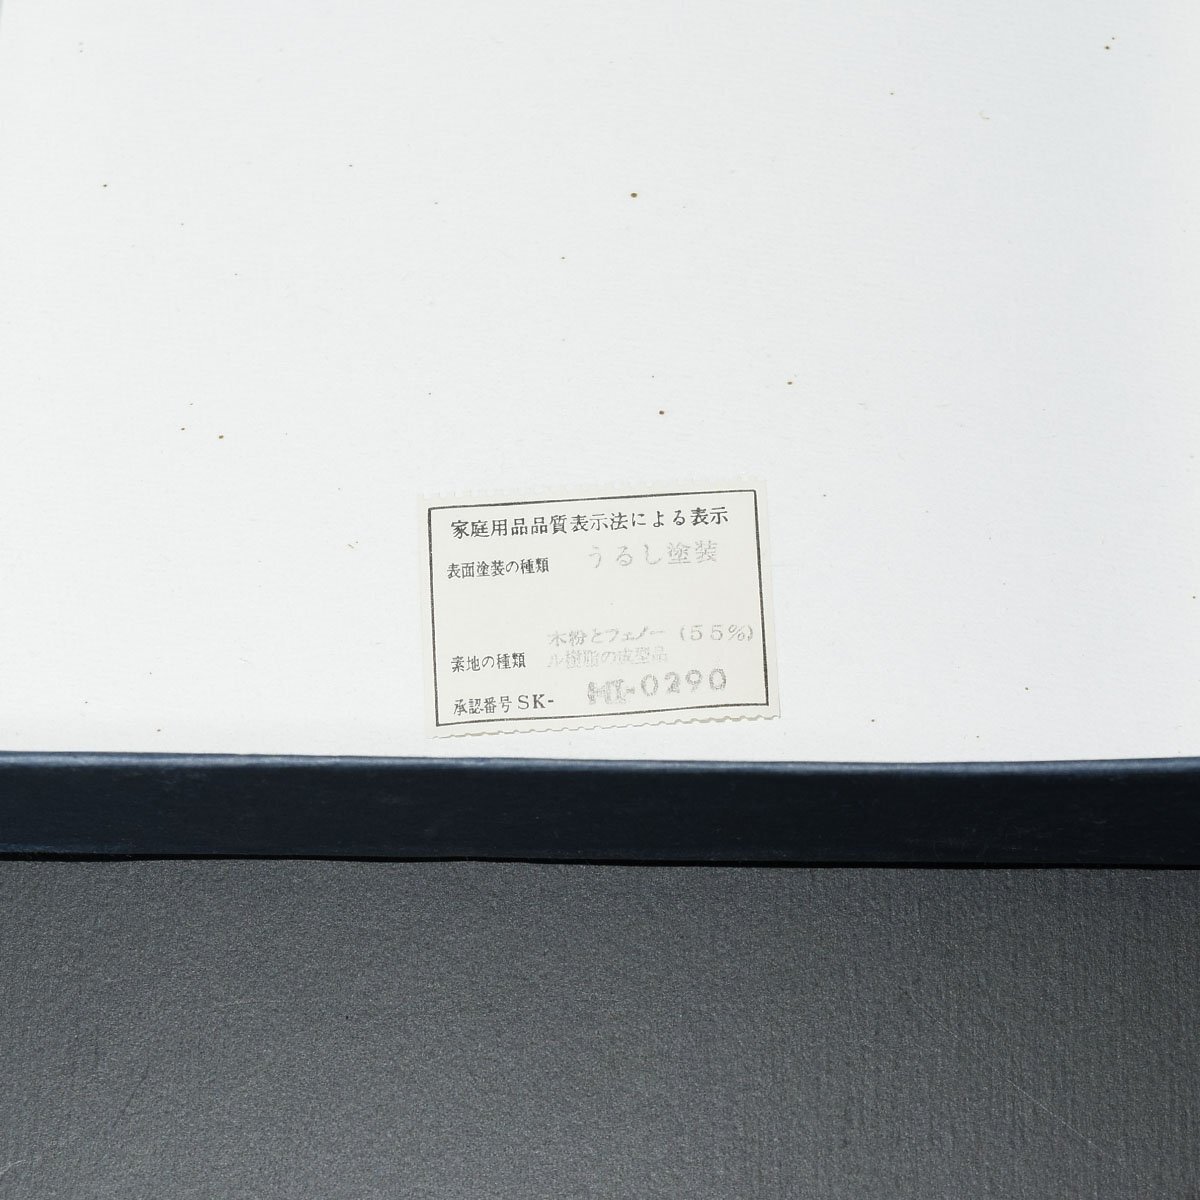 家庭用品品質表示法による表示
表面塗装の種類 うるし塗装
素地の種類 木粉とフェノー (55%)
ル樹脂の成型品
承認番号 SK- HI-0290